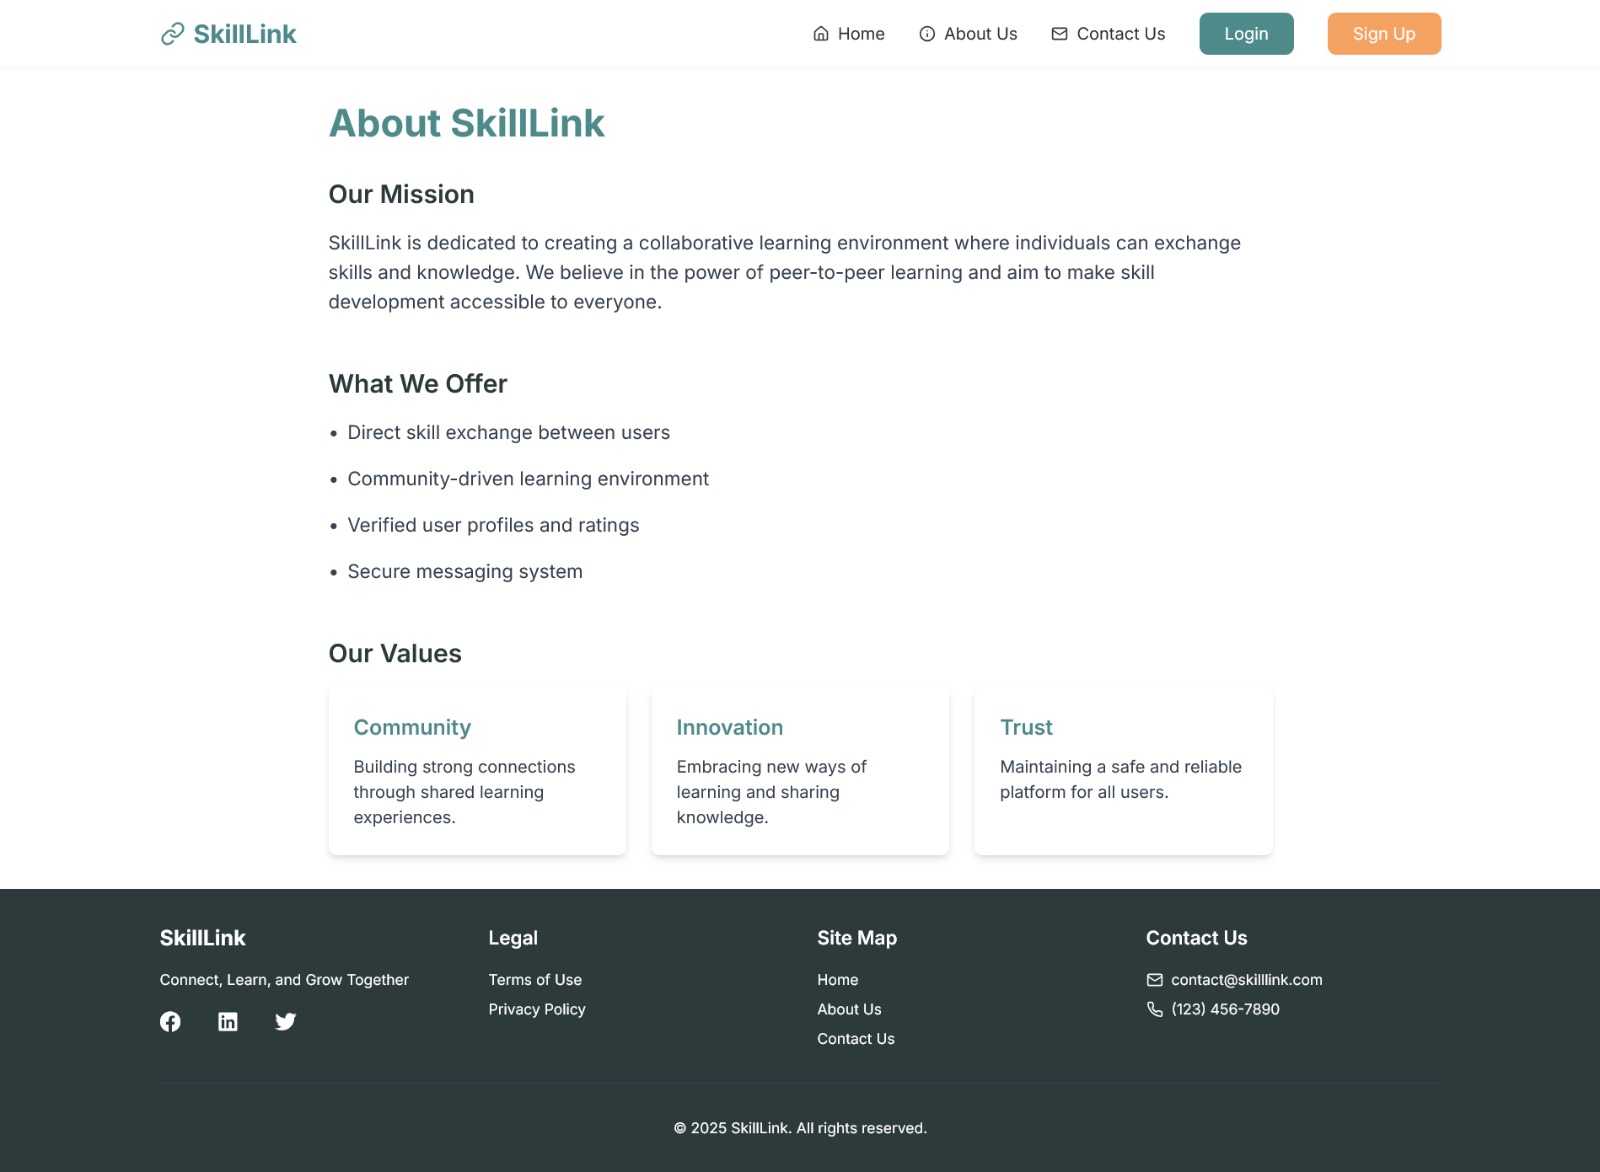 SkillLink
Home
About Us
Contact Us
Login
Sign Up
About SkillLink
Our Mission
SkillLink is dedicated to creating a collaborative learning environment where individuals can exchange
skills and knowledge. We believe in the power of peer-to-peer learning and aim to make skill
development accessible to everyone.
What We Offer
• Direct skill exchange between users
• Community-driven learning environment
• Verified user profiles and ratings
• Secure messaging system
Our Values
Community
Building strong connections
through shared learning
experiences.
Innovation
Embracing new ways of
learning and sharing
knowledge.
Trust
Maintaining a safe and reliable
platform for all users.
SkillLink
Connect, Learn, and Grow Together
Legal
Terms of Use
Privacy Policy
Site Map
Home
About Us
Contact Us
Contact Us
contact@skilllink.com
(123) 456-7890
© 2025 SkillLink. All rights reserved.